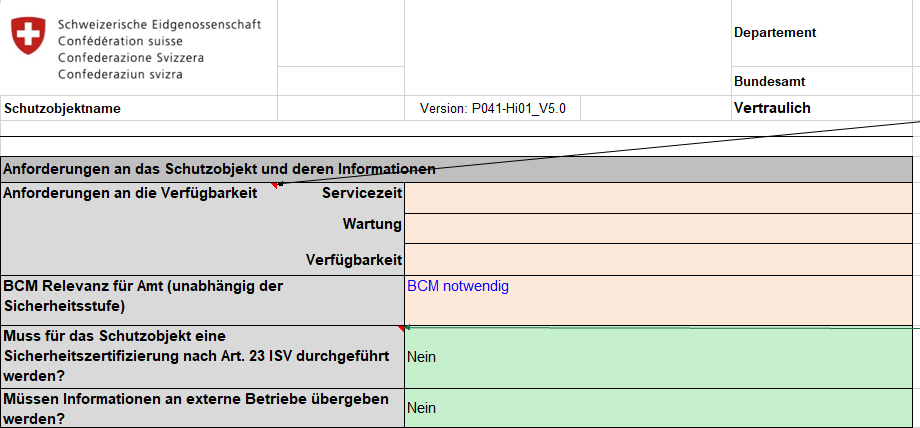 Schweizerische Eidgenossenschaft
Confédération suisse
Confederazione Svizzera
Confederaziun svizra
Departement
Bundesamt
Schutzobjektname
Version: P041-Hi01_V5.0
Vertraulich
Anforderungen an das Schutzobjekt und deren Informationen
Anforderungen an die Verfügbarkeit
Servicezeit
Wartung
Verfügbarkeit
BCM Relevanz für Amt (unabhängig der
Sicherheitsstufe)
BCM notwendig
Muss für das Schutzobjekt eine
Sicherheitszertifizierung nach Art. 23 ISV durchgeführt
werden?
Nein
Müssen Informationen an externe Betriebe übergeben
werden?
Nein